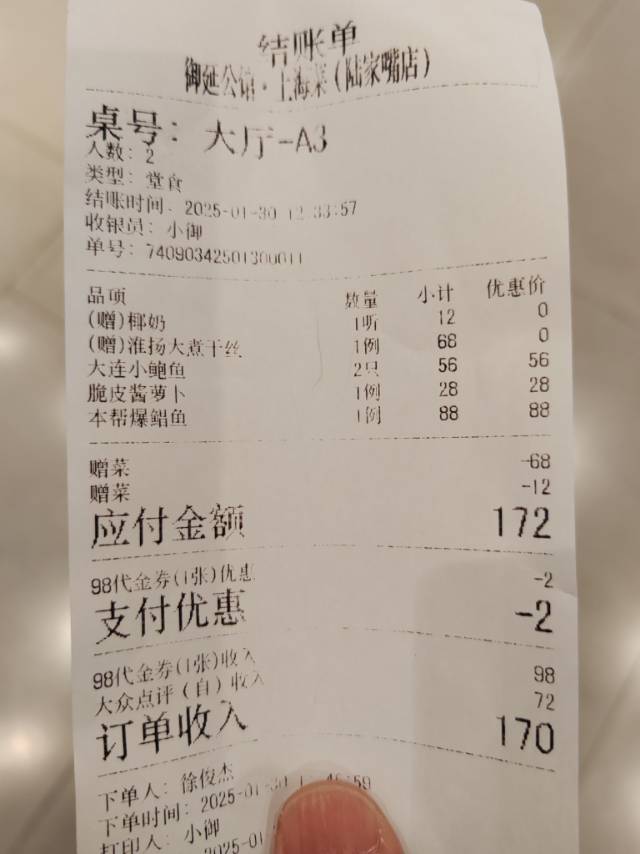 结账单
御延公馆·上海菜(陆家嘴店)
桌号: 大厅-A3
人数: 2
类型: 堂食
结账时间: 2025-01-30 12:33:57
收银员: 小御
单号: 74090342501300011
品项 数量 小计 优惠价
(赠)椰奶 1听 12 0
(赠)淮扬大煮干丝 1例 68 0
大连小鲍鱼 2只 56 56
脆皮酱萝卜 1例 28 28
本帮爆鲳鱼 1例 88 88
赠菜 -68
赠菜 -12
应付金额 172
98代金券(1张)优惠 -2
支付优惠 -2
98代金券(1张)收入 98
大众点评(自)收入 72
订单收入 170
下单人: 徐俊杰
下单时间: 2025-01-30
打印人: 小御
2025-01